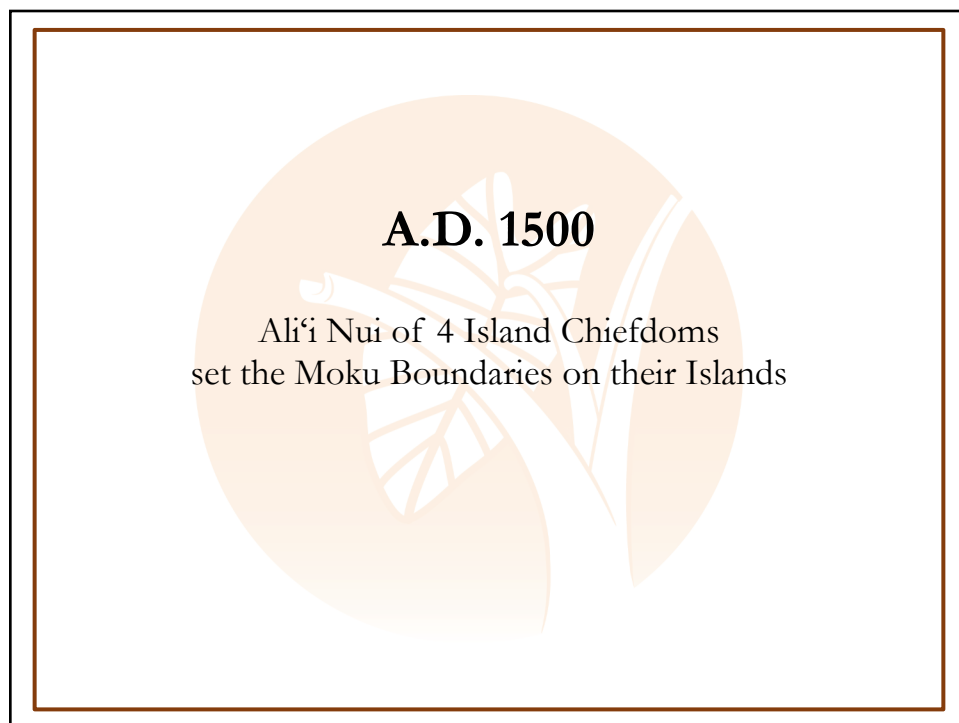 A.D. 1500
Ali‘i Nui of 4 Island Chiefdoms
set the Moku Boundaries on their Islands